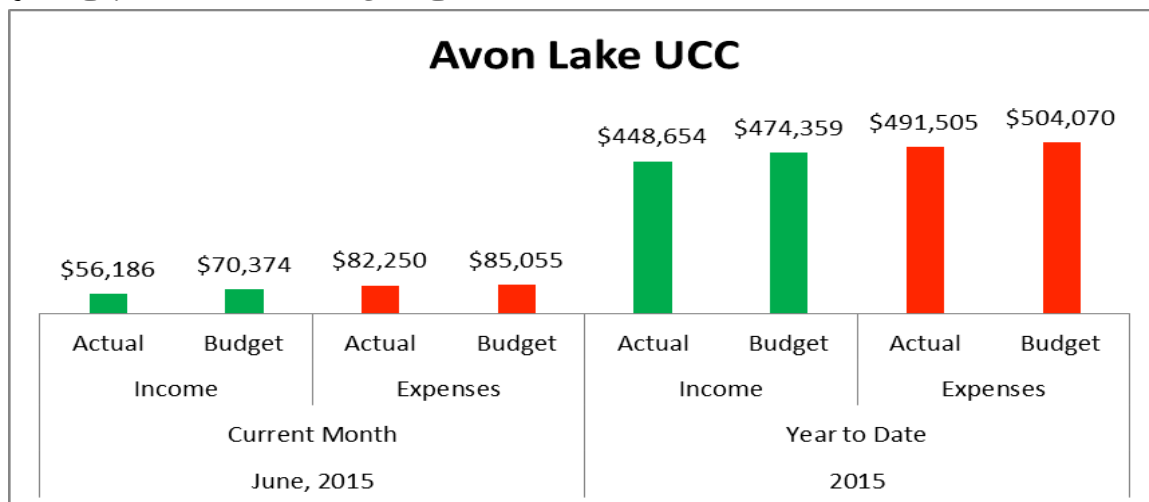 Avon Lake UCC
$56,186 $70,374 $82,250 $85,055 $448,654 $474,359 $491,505 $504,070
Actual Budget Actual Budget Actual Budget Actual Budget
Income Expenses Income Expenses
Current Month Year to Date
June, 2015 2015